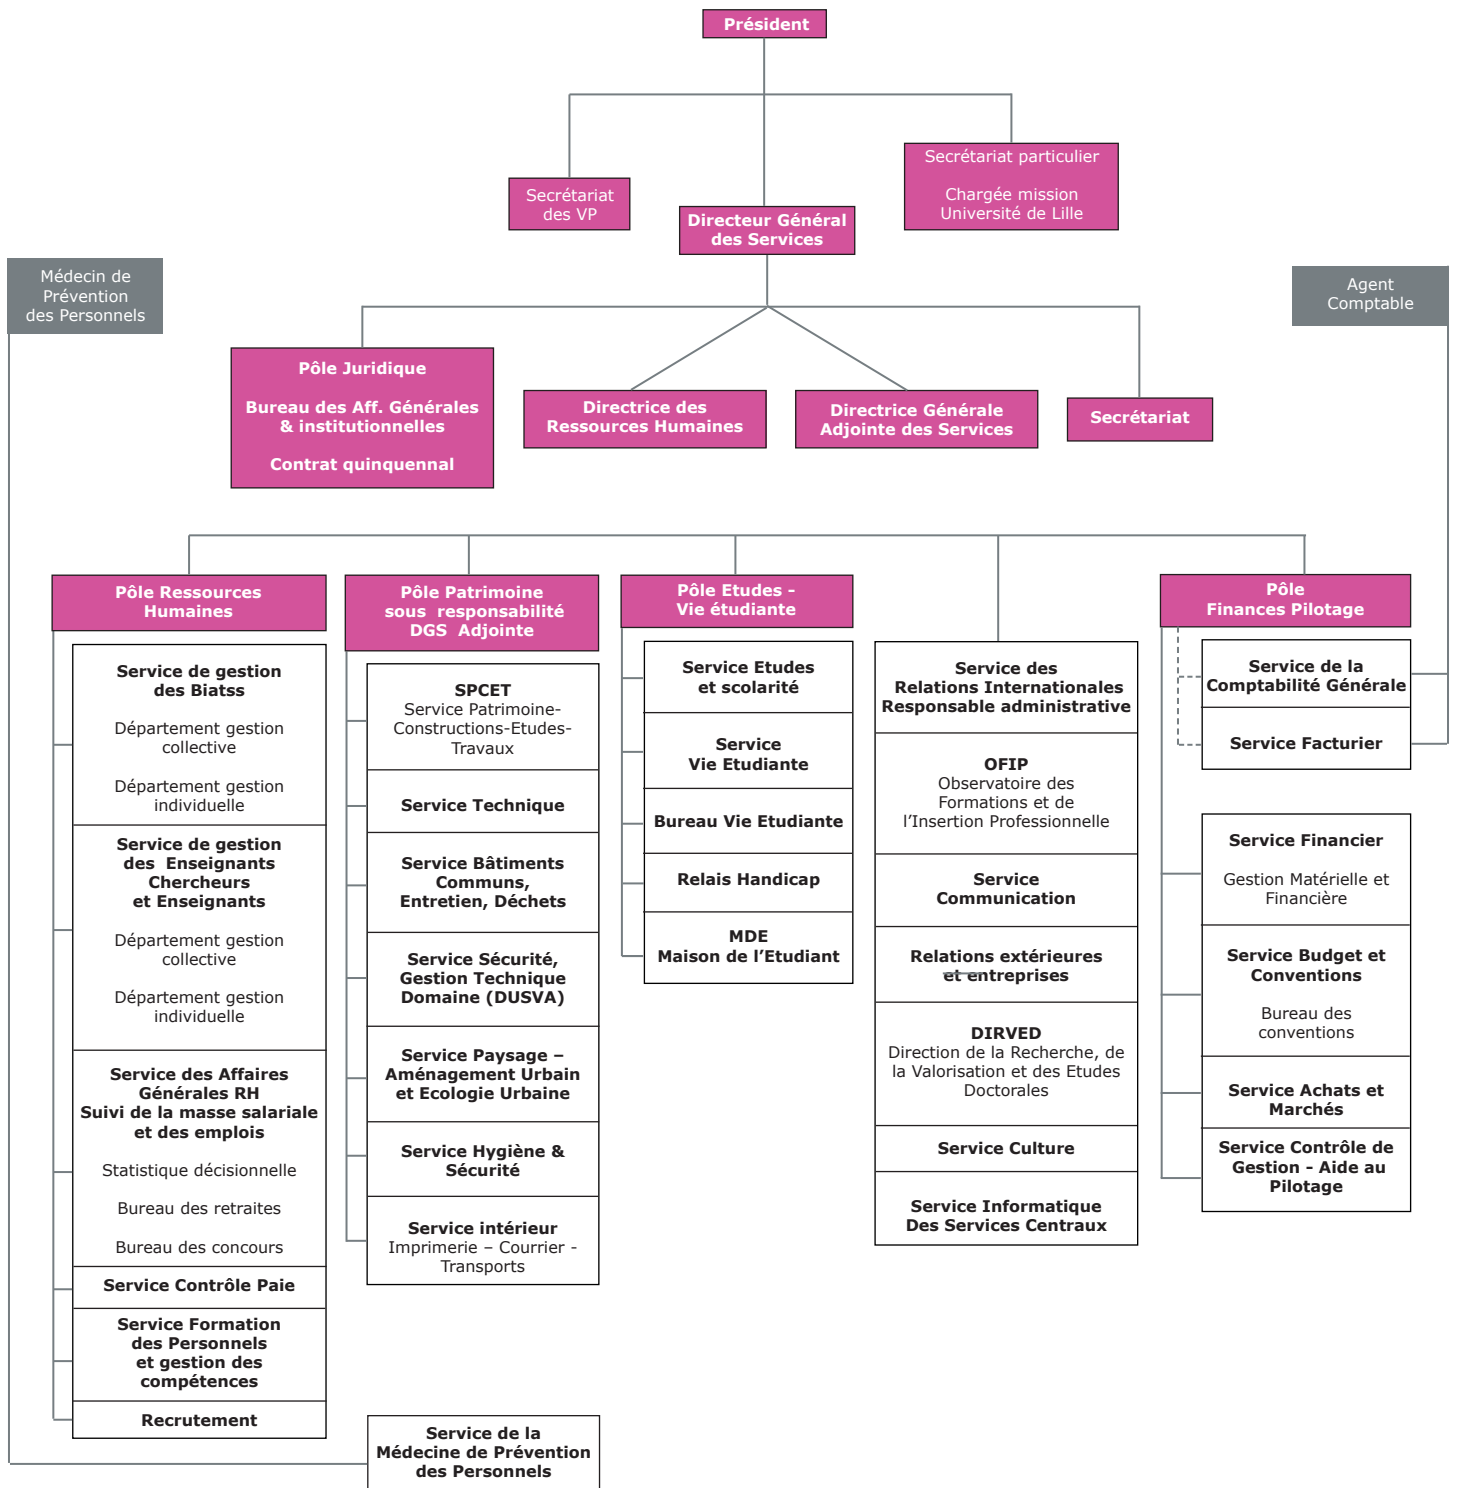 Président
Secrétariat
des VP
Directeur Général
des Services
Secrétariat particulier
Chargée mission
Université de Lille
Médecin de
Prévention
des Personnels
Agent
Comptable
Pôle Juridique
Bureau des Aff. Générales
& institutionnelles
Contrat quinquennal
Directrice des
Ressources Humaines
Directrice Générale
Adjointe des Services
Secrétariat
Pôle Ressources
Humaines
Service de gestion
des Biatss
Département gestion
collective
Département gestion
individuelle
Service de gestion
des Enseignants
Chercheurs
et Enseignants
Département gestion
collective
Département gestion
individuelle
Service des Affaires
Générales RH
Suivi de la masse salariale
et des emplois
Statistique décisionnelle
Bureau des retraites
Bureau des concours
Service Contrôle Paie
Service Formation
des Personnels
et gestion des
compétences
Recrutement
Pôle Patrimoine
sous responsabilité
DGS Adjointe
SPCET
Service Patrimoine-
Constructions-Etudes-
Travaux
Service Technique
Service Bâtiments
Communs,
Entretien, Déchets
Service Sécurité,
Gestion Technique
Domaine (DUSVA)
Service Paysage –
Aménagement Urbain
et Ecologie Urbaine
Service Hygiène &
Sécurité
Service intérieur
Imprimerie – Courrier -
Transports
Service de la
Médecine de Prévention
des Personnels
Pôle Etudes -
Vie étudiante
Service Etudes
et scolarité
Service
Vie Etudiante
Bureau Vie Etudiante
Relais Handicap
MDE
Maison de l'Etudiant
Service des
Relations Internationales
Responsable administrative
OFIP
Observatoire des
Formations et de
l'Insertion Professionnelle
Service
Communication
Relations extérieures
et entreprises
DIRVED
Direction de la Recherche, de
la Valorisation et des Etudes
Doctorales
Service Culture
Service Informatique
Des Services Centraux
Pôle
Finances Pilotage
Service de la
Comptabilité Générale
Service Facturier
Service Financier
Gestion Matérielle et
Financière
Service Budget et
Conventions
Bureau des
conventions
Service Achats et
Marchés
Service Contrôle de
Gestion - Aide au
Pilotage